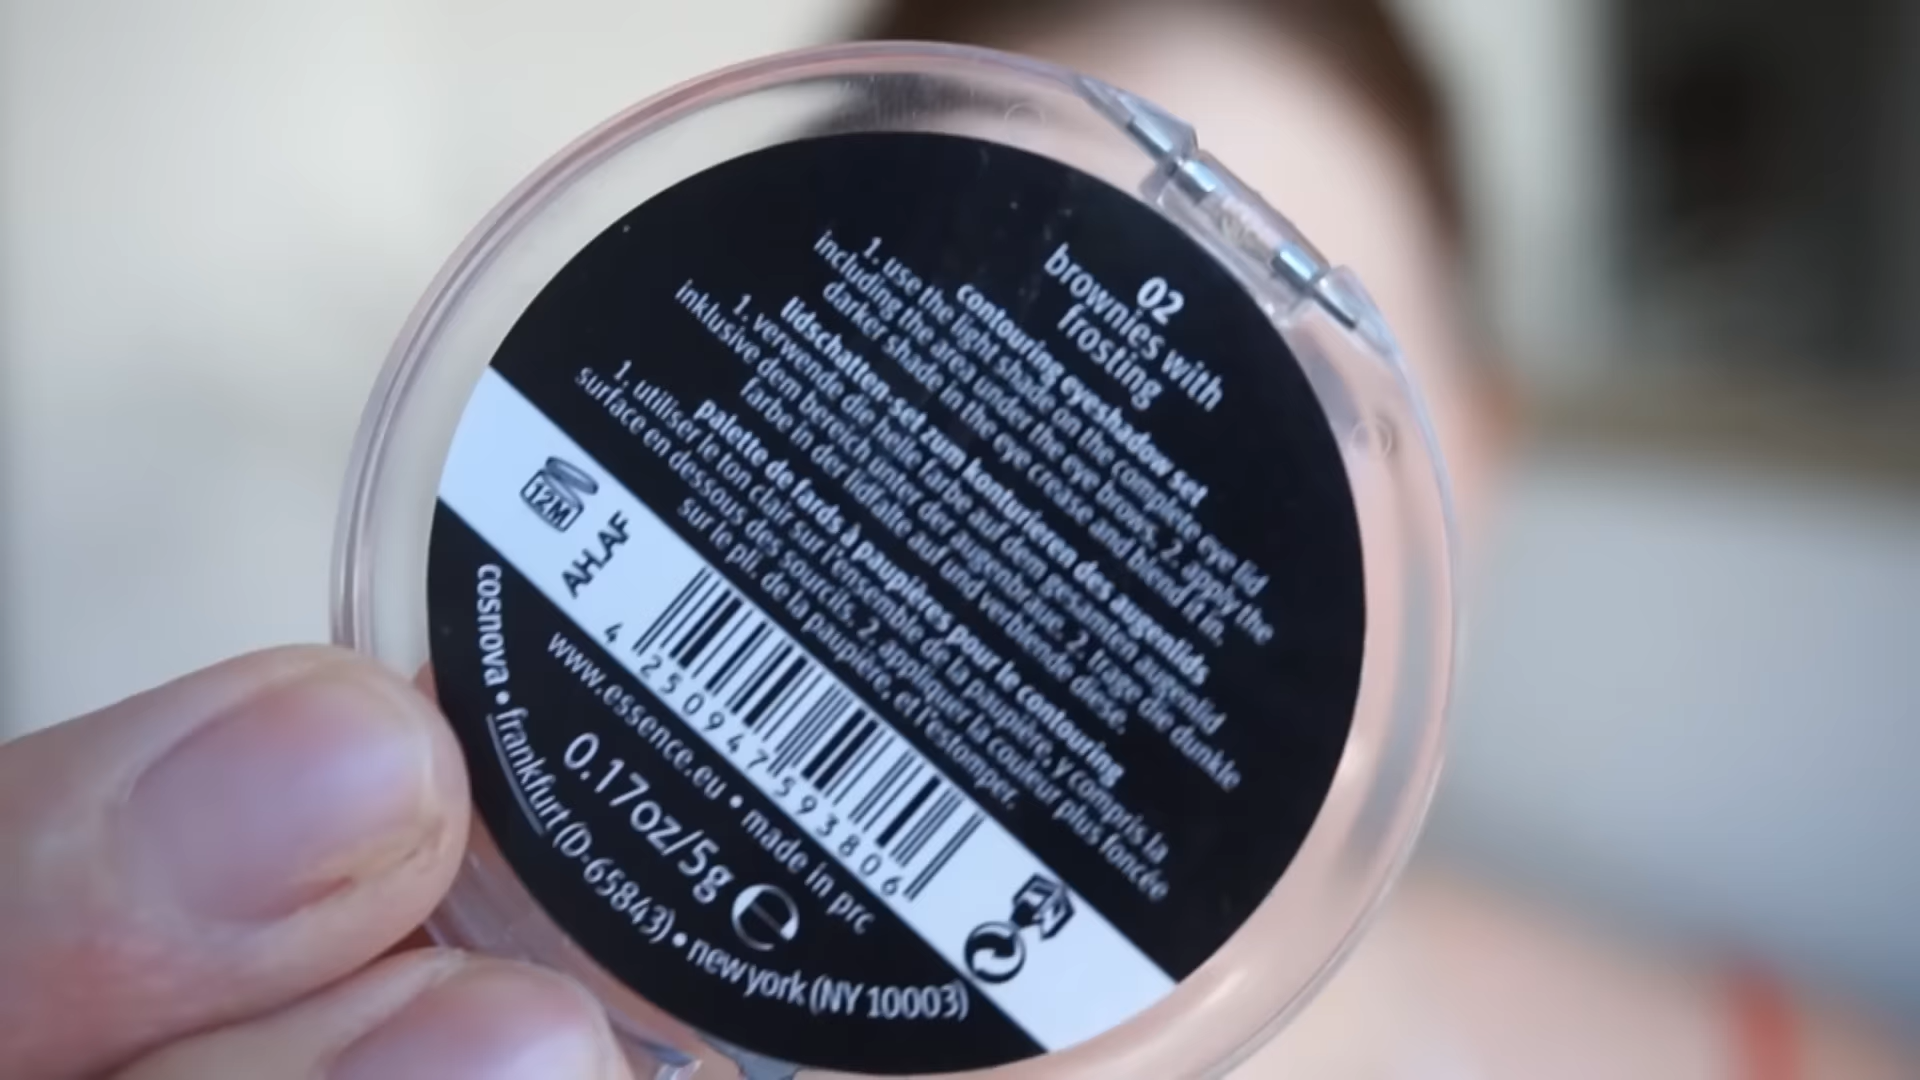 02
brownies with
frosting
contouring eyeshadow set
1. use the light shade on the complete eye lid
including the area under the eye brows. 2. apply the
darker shade in the eye crease and blend it in.
lidschatten-set zum konturieren des augenlids
1. verwende die helle farbe auf dem gesamten augenlid
inklusive dem bereich unter der augenbraue. 2. trage die dunkle
farbe in der lidfalte auf und verblende diese.
palette de fards à paupières pour le contouring
1. utiliser le ton clair sur l'ensemble de la paupière, y compris la
surface en dessous des sourcils. 2. appliquer la couleur plus foncée
sur le pli de la paupière, et l'estomper.
12M
AHLAF
4 250947 593806
www.essence.eu • made in prc
0.17oz/5g e
cosnova • frankfurt (D-65843) • new york (NY 10003)